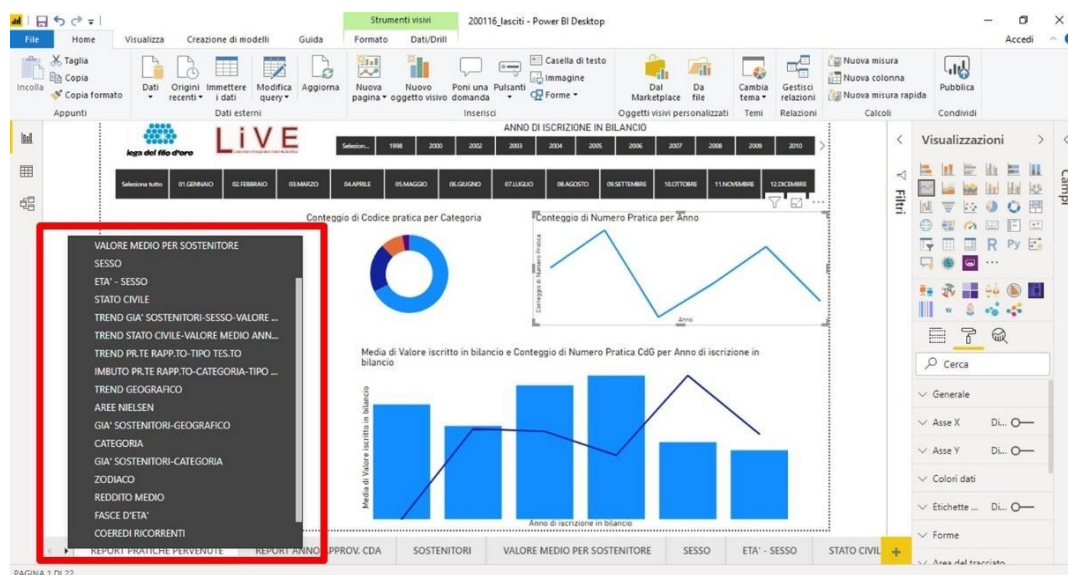 Strumenti visivi
200116_lasciti - Power BI Desktop
File
Home
Visualizza
Creazione di modelli
Guida
Formato
Dati/Drill
Accedi
Incolla
Taglia
Copia
Copia formato
Appunti
Dati
Origini recenti
Immettere i dati
Modifica query
Aggiorna
Dati esterni
Nuova pagina
Nuovo oggetto visivo
Poni una domanda
Pulsanti
Casella di testo
Immagine
Forme
Inserisci
Dal Marketplace
Da file
Oggetti visivi personalizzati
Cambia tema
Temi
Gestisci relazioni
Relazioni
Nuova misura
Nuova colonna
Nuova misura rapida
Calcoli
Pubblica
Condividi
lega del filo d'oro
LiVE
ANNO DI ISCRIZIONE IN BILANCIO
Selezion... 1998 2000 2002 2003 2004 2005 2006 2007 2008 2009 2010
Seleziona tutto 01.GENNAIO 02.FEBBRAIO 03.MARZO 04.APRILE 05.MAGGIO 06.GIUGNO 07.LUGLIO 08.AGOSTO 09.SETTEMBRE 10.OTTOBRE 11.NOVEMBRE 12.DICEMBRE
Conteggio di Codice pratica per Categoria
Conteggio di Numero Pratica per Anno
Conteggio di Numero Pratica
Anno
Media di Valore iscritto in bilancio e Conteggio di Numero Pratica CdG per Anno di iscrizione in
bilancio
Media di Valore iscritto in bilancio
Anno di iscrizione in bilancio
VALORE MEDIO PER SOSTENITORE
SESSO
ETA' - SESSO
STATO CIVILE
TREND GIA' SOSTENITORI-SESSO-VALORE ...
TREND STATO CIVILE-VALORE MEDIO ANN...
TREND PR.TE RAPP.TO-TIPO TES.TO
IMBUTO PR.TE RAPP.TO-CATEGORIA-TIPO ...
TREND GEOGRAFICO
AREE NIELSEN
GIA' SOSTENITORI-GEOGRAFICO
CATEGORIA
GIA' SOSTENITORI-CATEGORIA
ZODIACO
REDDITO MEDIO
FASCE D'ETA'
COEREDI RICORRENTI
REPORT PRATICHE PERVENUTE
REPORT ANNO APPROV. CDA
SOSTENITORI
VALORE MEDIO PER SOSTENITORE
SESSO
ETA' - SESSO
STATO CIVIL
PAGINA 1 DI 22
Filtri
Visualizzazioni
Campi
R Py
Cerca
Generale
Asse X Di...
Asse Y Di...
Colori dati
Etichette ... Di...
Forme
Area del tracciato